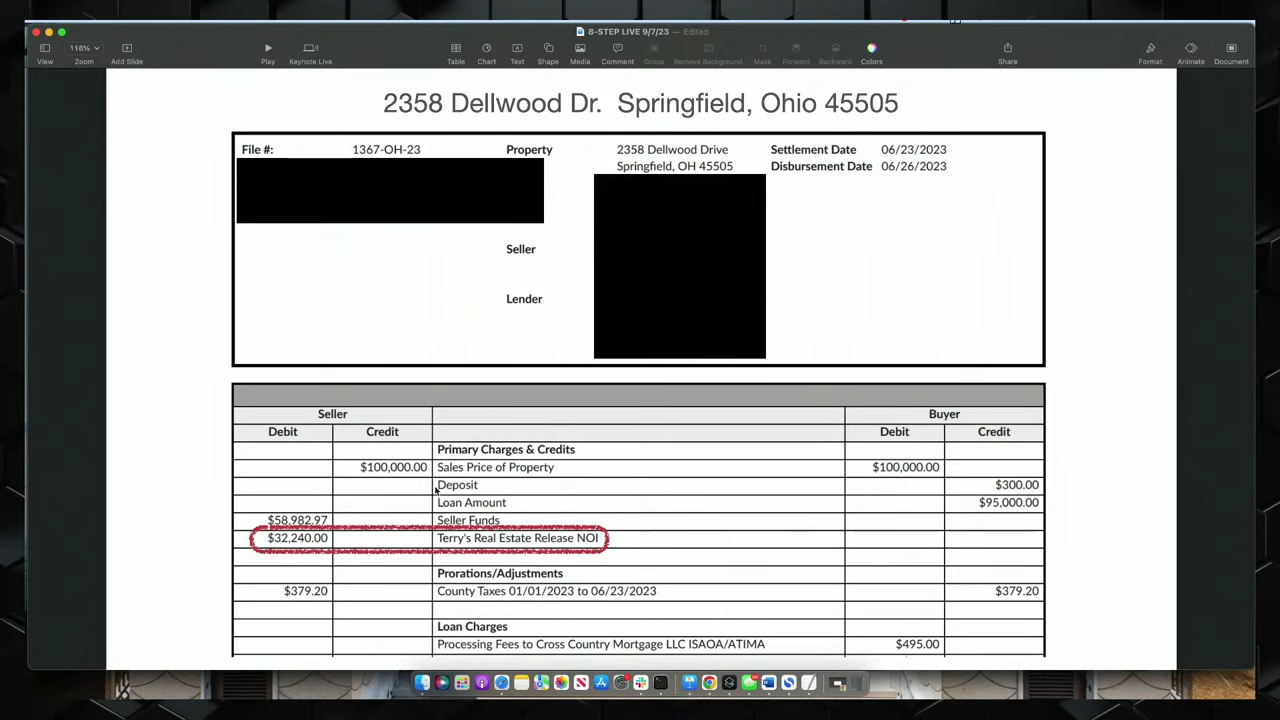 8-STEP LIVE 9/7/23 — Edited
116%
View Zoom Add Slide Play Keynote Live Table Chart Text Shape Media Comment Group Remove Background Mask Forward Backward Colors Share Format Animate Document
2358 Dellwood Dr. Springfield, Ohio 45505
File #: 1367-OH-23 Property 2358 Dellwood Drive Settlement Date 06/23/2023
Springfield, OH 45505 Disbursement Date 06/26/2023
Seller
Lender
Seller Buyer
Debit Credit Debit Credit
Primary Charges & Credits
$100,000.00 Sales Price of Property $100,000.00
Deposit $300.00
Loan Amount $95,000.00
$58,982.97 Seller Funds
$32,240.00 Terry's Real Estate Release NOI
Prorations/Adjustments
$379.20 County Taxes 01/01/2023 to 06/23/2023 $379.20
Loan Charges
Processing Fees to Cross Country Mortgage LLC ISAOA/ATIMA $495.00